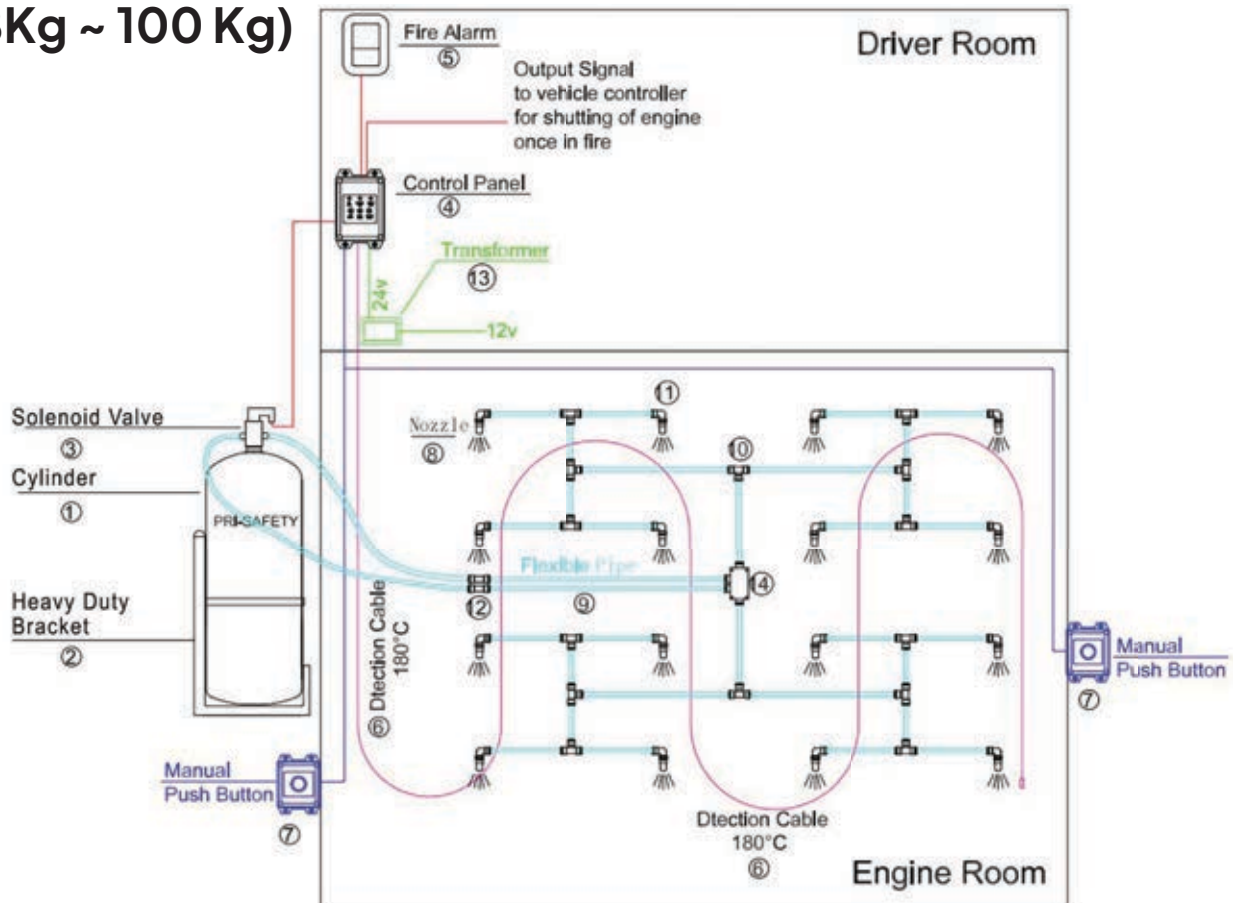 Kg ~ 100 Kg)
Fire Alarm
⑤
Driver Room
Output Signal
to vehicle controller
for shutting of engine
once in fire
Control Panel
④
Transformer
⑬
24v
12v
Solenoid Valve
③
Cylinder
①
PRI-SAFETY
Heavy Duty
Bracket
②
Nozzle
⑧
⑪
⑩
Flexible Pipe
⑨
⑫
⑭
Dtection Cable
180°C
⑥
Manual
Push Button
⑦
Manual
Push Button
⑦
Dtection Cable
180°C
⑥
Engine Room